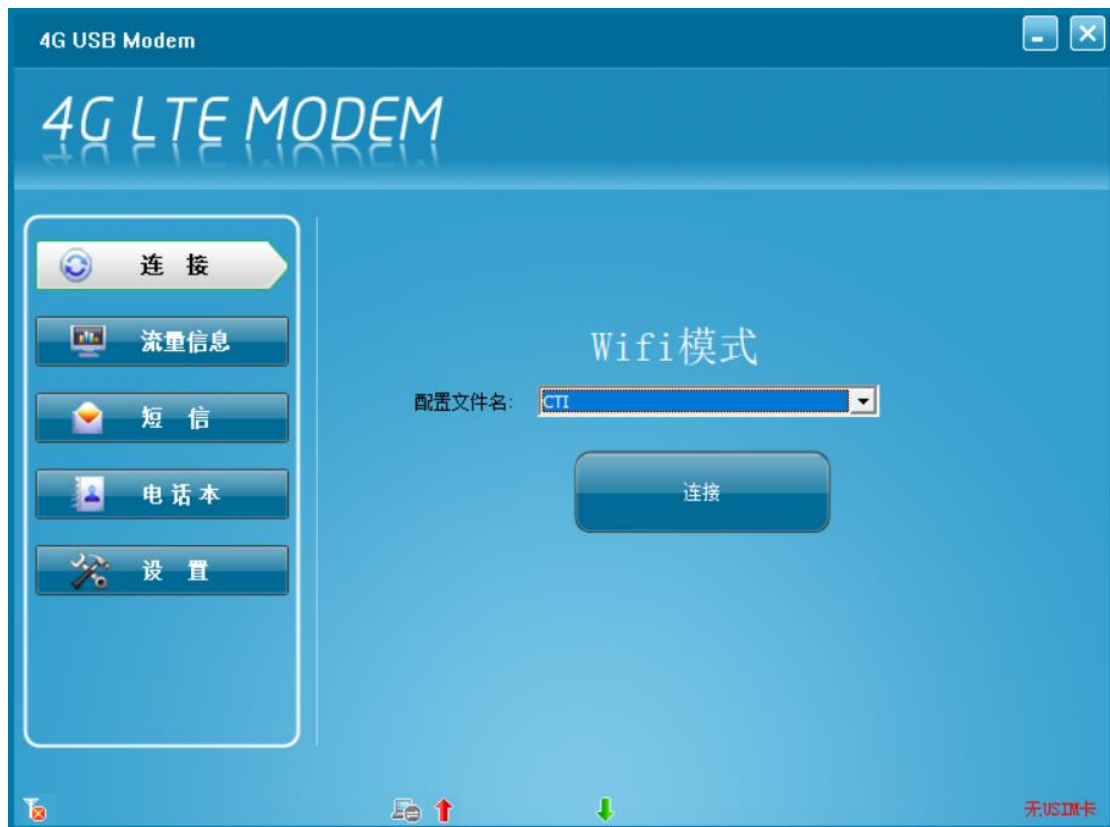 4G USB Modem
4G LTE MODEM
连 接
流量信息
短 信
电话本
设 置
Wifi模式
配置文件名:
CTI
连接
无USIM卡